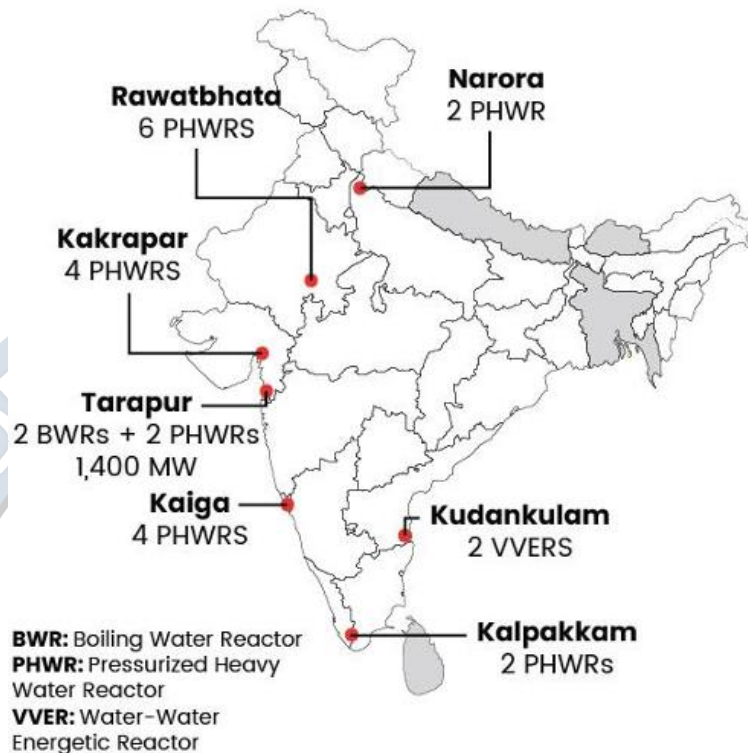 Rawatbhata
6 PHWRS
Narora
2 PHWR
Kakrapar
4 PHWRS
Tarapur
2 BWRs + 2 PHWRs
1,400 MW
Kaiga
4 PHWRS
Kudankulam
2 VVERS
Kalpakkam
2 PHWRs
BWR: Boiling Water Reactor
PHWR: Pressurized Heavy
Water Reactor
VVER: Water-Water
Energetic Reactor